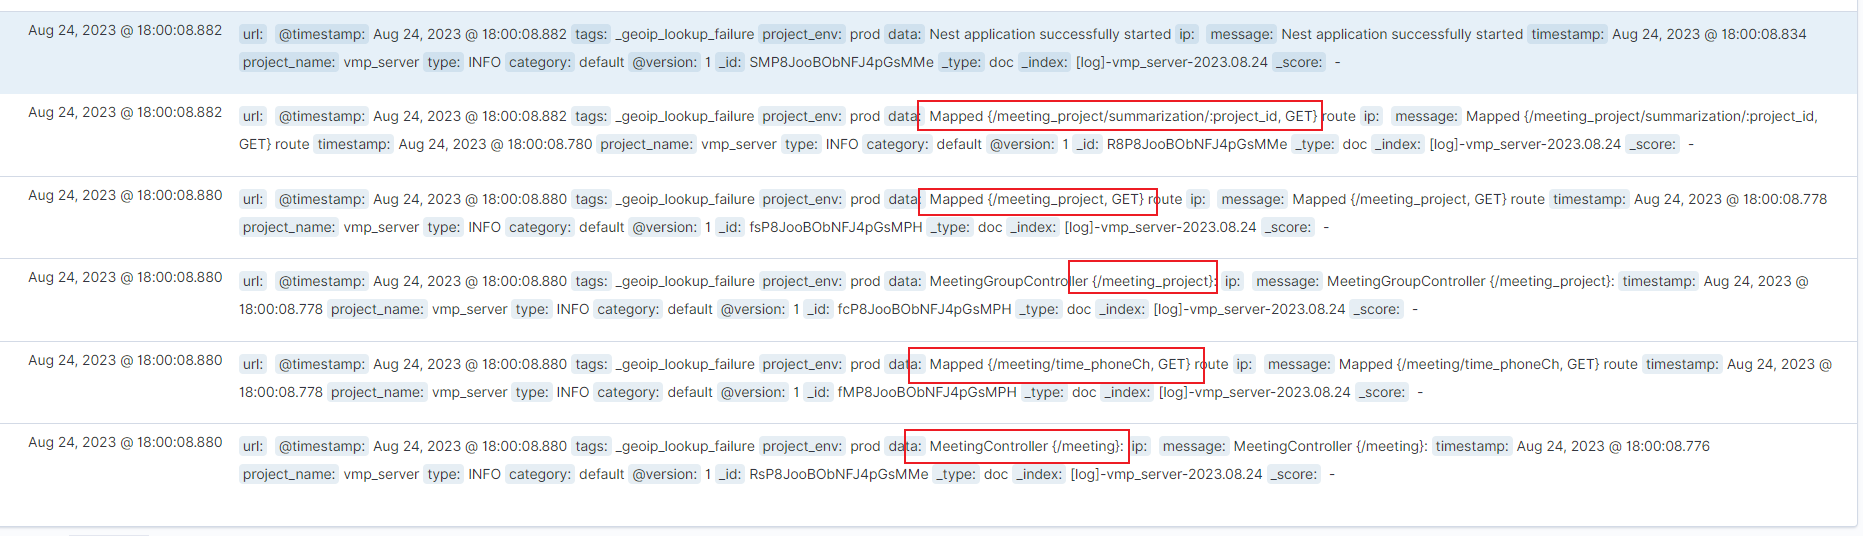 Aug 24, 2023 @ 18:00:08.882 url: @timestamp: Aug 24, 2023 @ 18:00:08.882 tags: _geoip_lookup_failure project_env: prod data: Nest application successfully started ip: message: Nest application successfully started timestamp: Aug 24, 2023 @ 18:00:08.834
project_name: vmp_server type: INFO category: default @version: 1 _id: SMP8JooBObNFJ4pGsMMe _type: doc _index: [log]-vmp_server-2023.08.24 _score: -
Aug 24, 2023 @ 18:00:08.882 url: @timestamp: Aug 24, 2023 @ 18:00:08.882 tags: _geoip_lookup_failure project_env: prod data: Mapped {/meeting_project/summarization/:project_id, GET} route ip: message: Mapped {/meeting_project/summarization/:project_id,
GET} route timestamp: Aug 24, 2023 @ 18:00:08.780 project_name: vmp_server type: INFO category: default @version: 1 _id: R8P8JooBObNFJ4pGsMMe _type: doc _index: [log]-vmp_server-2023.08.24 _score: -
Aug 24, 2023 @ 18:00:08.880 url: @timestamp: Aug 24, 2023 @ 18:00:08.880 tags: _geoip_lookup_failure project_env: prod data: Mapped {/meeting_project, GET} route ip: message: Mapped {/meeting_project, GET} route timestamp: Aug 24, 2023 @ 18:00:08.778
project_name: vmp_server type: INFO category: default @version: 1 _id: fsP8JooBObNFJ4pGsMPH _type: doc _index: [log]-vmp_server-2023.08.24 _score: -
Aug 24, 2023 @ 18:00:08.880 url: @timestamp: Aug 24, 2023 @ 18:00:08.880 tags: _geoip_lookup_failure project_env: prod data: MeetingGroupController {/meeting_project}: ip: message: MeetingGroupController {/meeting_project}: timestamp: Aug 24, 2023 @
18:00:08.778 project_name: vmp_server type: INFO category: default @version: 1 _id: fcP8JooBObNFJ4pGsMPH _type: doc _index: [log]-vmp_server-2023.08.24 _score: -
Aug 24, 2023 @ 18:00:08.880 url: @timestamp: Aug 24, 2023 @ 18:00:08.880 tags: _geoip_lookup_failure project_env: prod data: Mapped {/meeting/time_phoneCh, GET} route ip: message: Mapped {/meeting/time_phoneCh, GET} route timestamp: Aug 24, 2023 @
18:00:08.778 project_name: vmp_server type: INFO category: default @version: 1 _id: fMP8JooBObNFJ4pGsMPH _type: doc _index: [log]-vmp_server-2023.08.24 _score: -
Aug 24, 2023 @ 18:00:08.880 url: @timestamp: Aug 24, 2023 @ 18:00:08.880 tags: _geoip_lookup_failure project_env: prod data: MeetingController {/meeting}: ip: message: MeetingController {/meeting}: timestamp: Aug 24, 2023 @ 18:00:08.776
project_name: vmp_server type: INFO category: default @version: 1 _id: RsP8JooBObNFJ4pGsMMe _type: doc _index: [log]-vmp_server-2023.08.24 _score: -